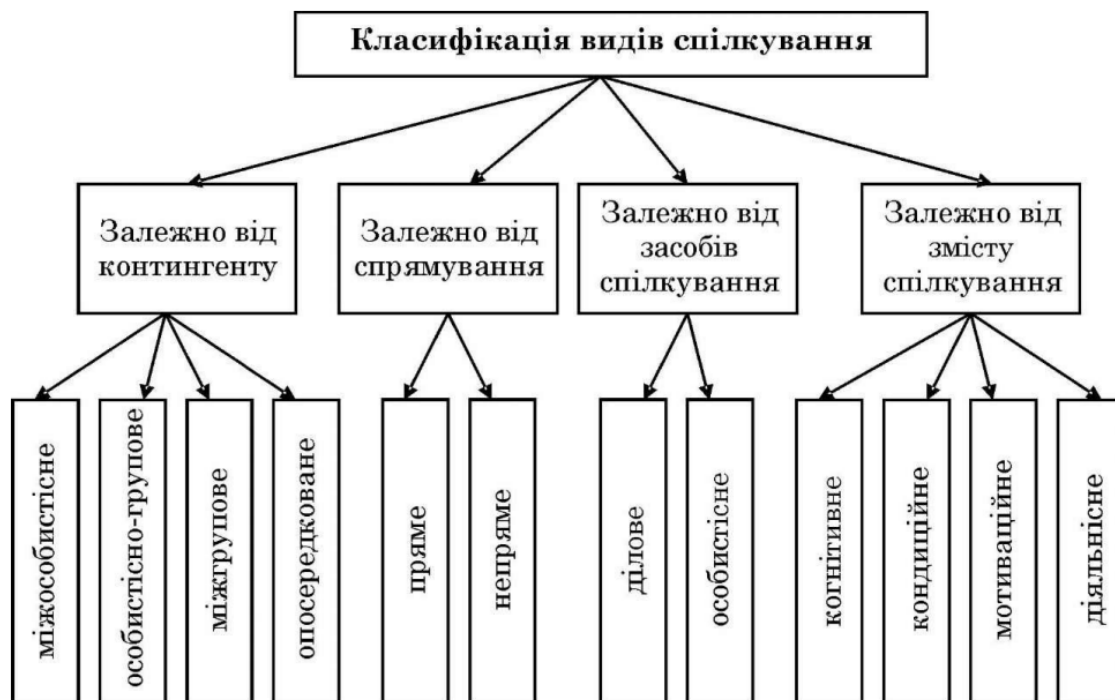 Класифікація видів спілкування
Залежно від
контингенту
Залежно від
спрямування
Залежно від
засобів
спілкування
Залежно від
змісту
спілкування
міжособистісне
особистісно-групове
міжгрупове
опосередковане
пряме
непряме
ділове
особистісне
когнітивне
кондиційне
мотиваційне
діяльнісне